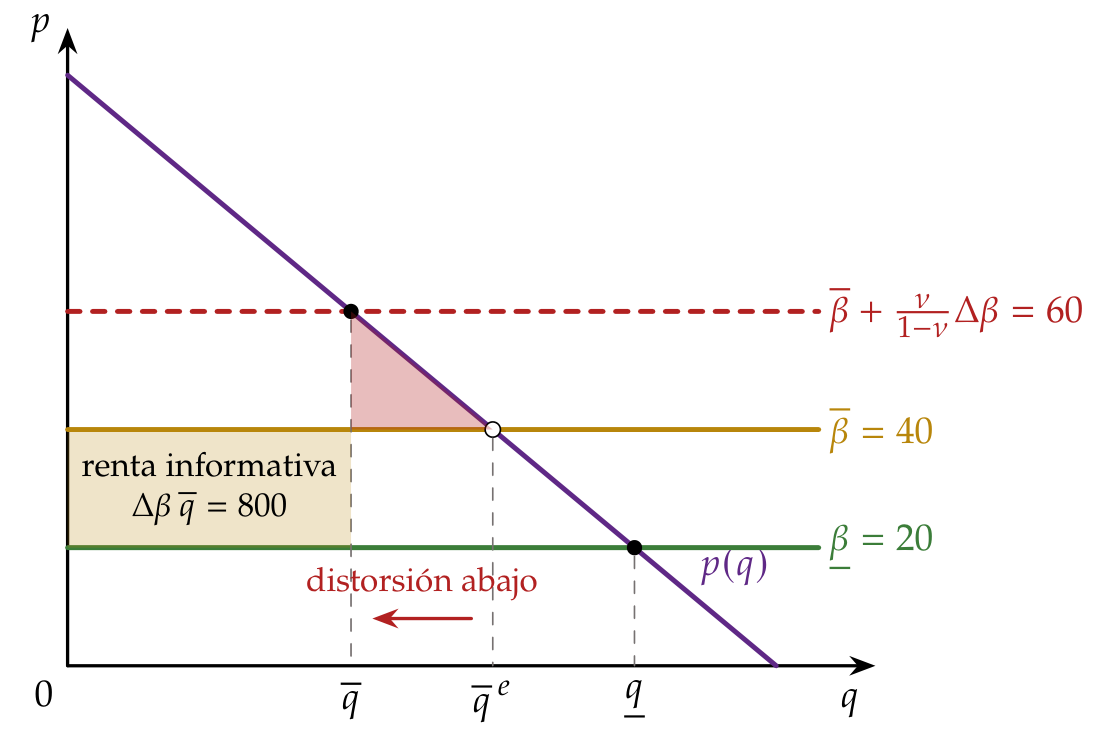 p
β̅ + ν/(1−ν) Δβ = 60
β̅ = 40
renta informativa
Δβ q̅ = 800
β̲ = 20
p(q)
distorsión abajo
0
q̅
q̅ᵉ
q̲
q